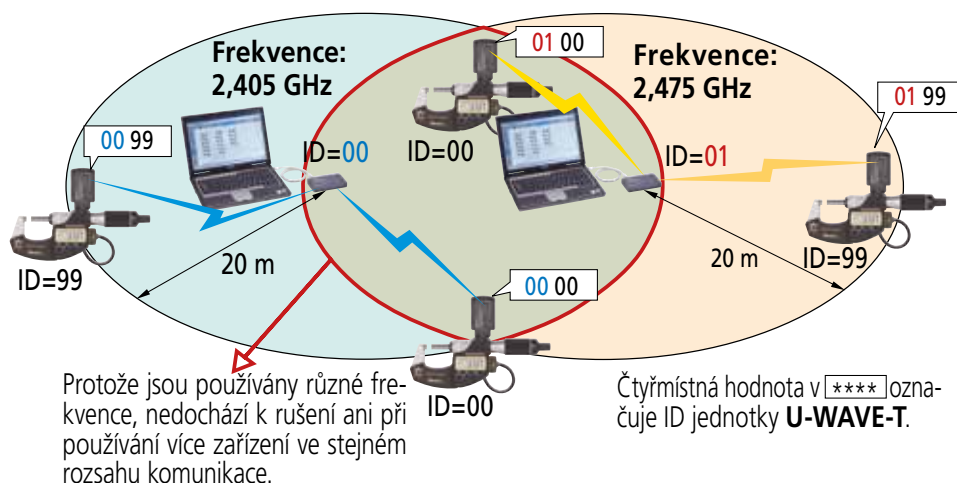 Frekvence:
2,405 GHz
01 00
Frekvence:
2,475 GHz
01 99
00 99
ID=00
ID=00
ID=01
ID=99
20 m
20 m
ID=99
00 00
ID=00
Protože jsou používány různé fre-
kvence, nedochází k rušení ani při
používání více zařízení ve stejném
rozsahu komunikace.
Čtyřmístná hodnota v **** ozna-
čuje ID jednotky U-WAVE-T.